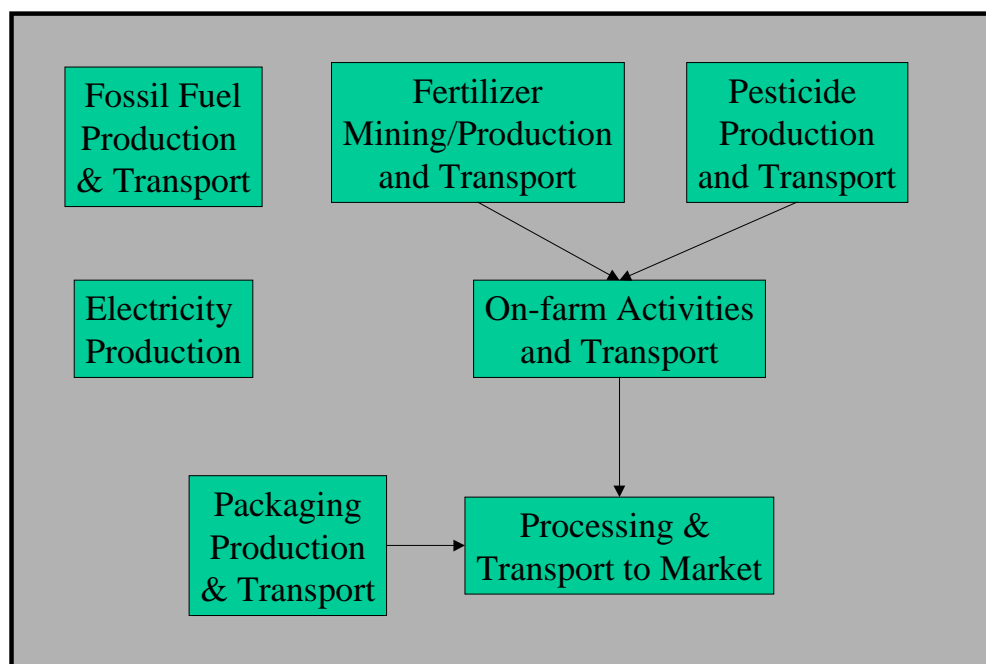 Fossil Fuel
Production
& Transport
Fertilizer
Mining/Production
and Transport
Pesticide
Production
and Transport
Electricity
Production
On-farm Activities
and Transport
Packaging
Production
& Transport
Processing &
Transport to Market